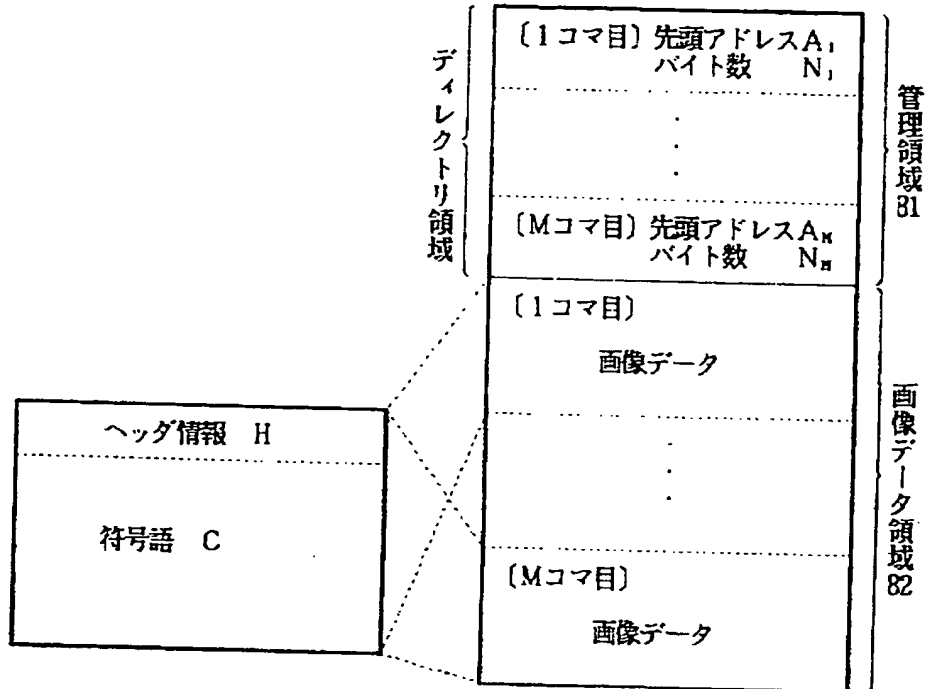 ディレクトリ領域
〔1コマ目〕先頭アドレスA₁
バイト数 N₁
〔Mコマ目〕先頭アドレスAM
バイト数 NM
管理領域81
〔1コマ目〕
画像データ
〔Mコマ目〕
画像データ
画像データ領域82
ヘッダ情報 H
符号語 C